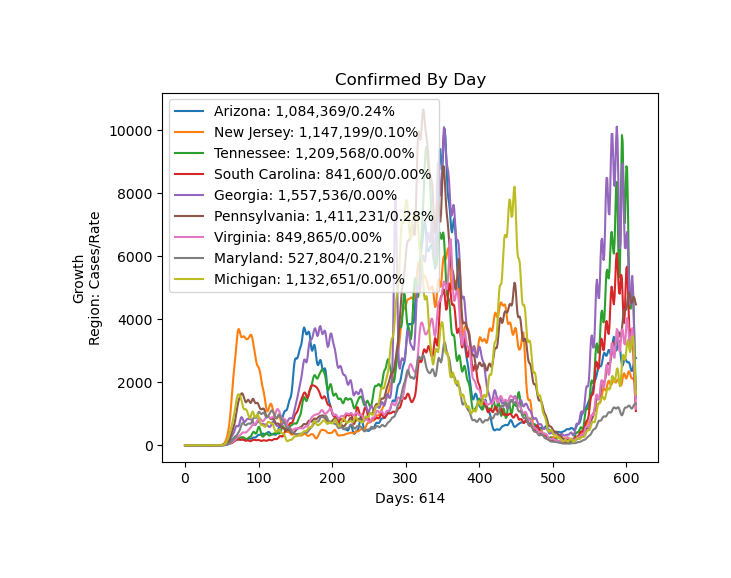 Confirmed By Day
Growth
Region: Cases/Rate
10000
8000
6000
4000
2000
0
Arizona: 1,084,369/0.24%
New Jersey: 1,147,199/0.10%
Tennessee: 1,209,568/0.00%
South Carolina: 841,600/0.00%
Georgia: 1,557,536/0.00%
Pennsylvania: 1,411,231/0.28%
Virginia: 849,865/0.00%
Maryland: 527,804/0.21%
Michigan: 1,132,651/0.00%
0 100 200 300 400 500 600
Days: 614